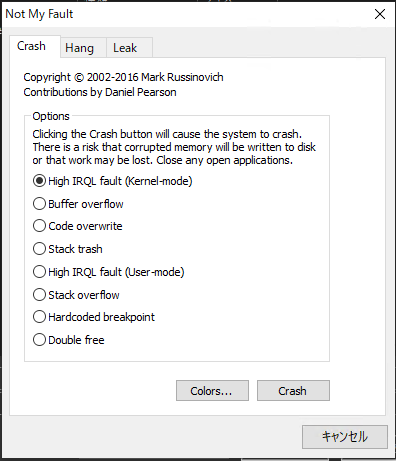 Not My Fault
Crash Hang Leak
Copyright © 2002-2016 Mark Russinovich
Contributions by Daniel Pearson
Options
Clicking the Crash button will cause the system to crash.
There is a risk that corrupted memory will be written to disk
or that work may be lost. Close any open applications.
High IRQL fault (Kernel-mode)
Buffer overflow
Code overwrite
Stack trash
High IRQL fault (User-mode)
Stack overflow
Hardcoded breakpoint
Double free
Colors... Crash
キャンセル